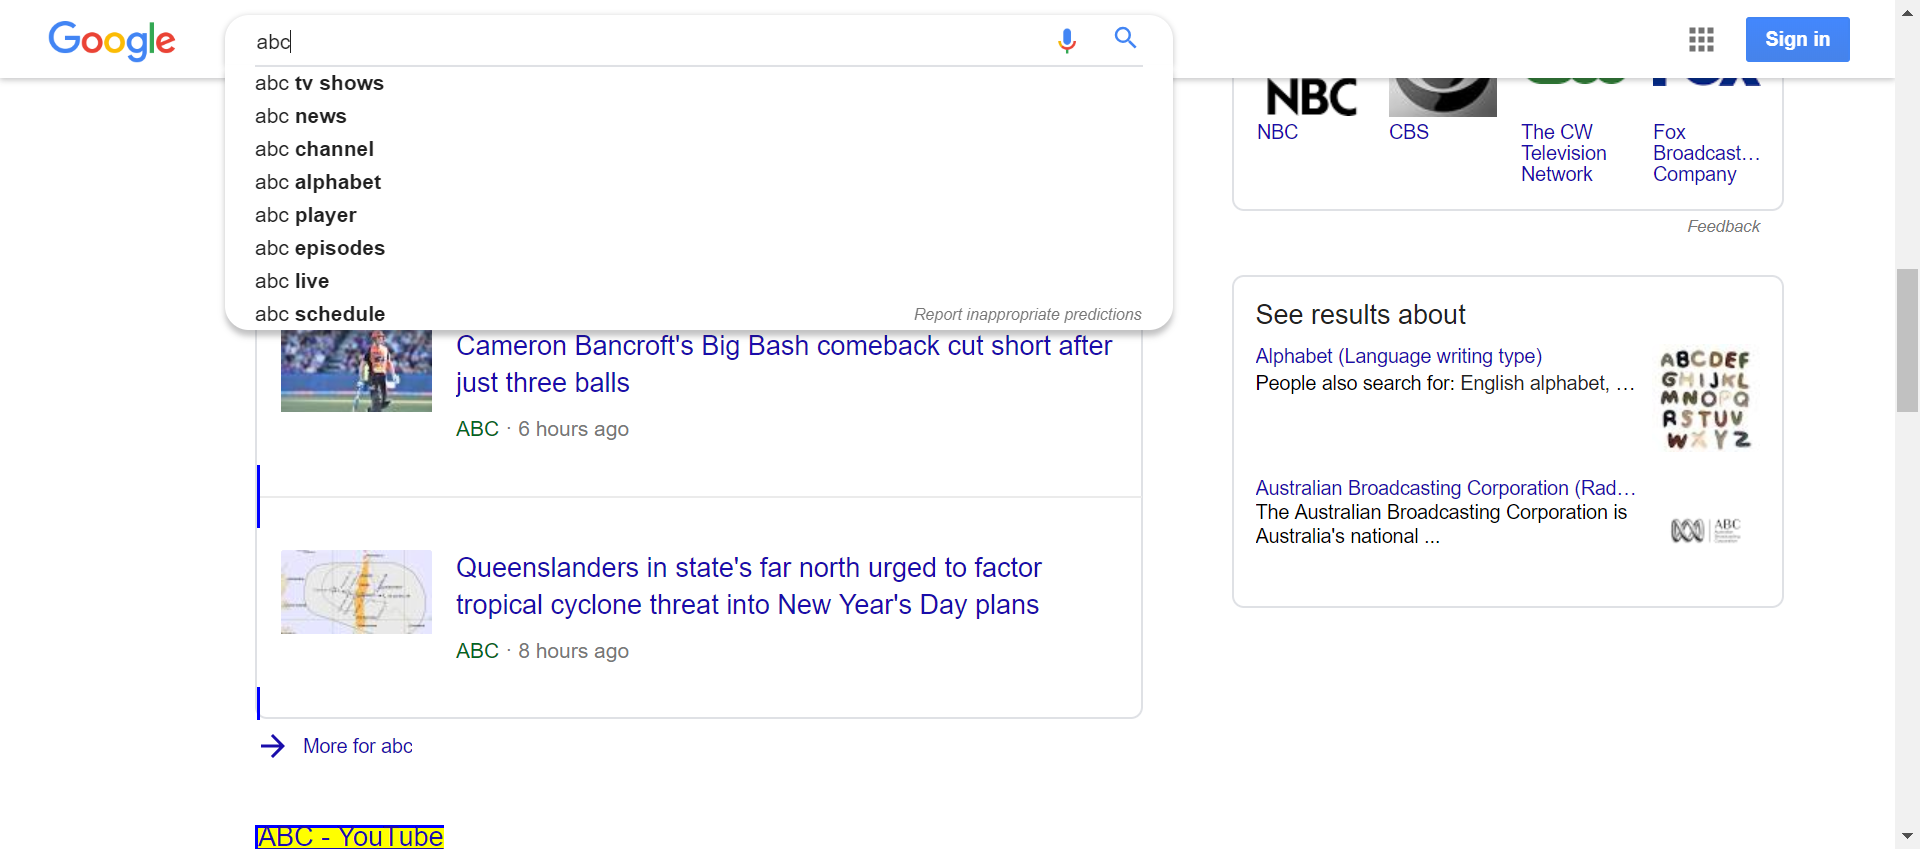 Google
abc
Sign in
abc tv shows
abc news
abc channel
abc alphabet
abc player
abc episodes
abc live
abc schedule
Report inappropriate predictions
Cameron Bancroft's Big Bash comeback cut short after
just three balls
ABC · 6 hours ago
Queenslanders in state's far north urged to factor
tropical cyclone threat into New Year's Day plans
ABC · 8 hours ago
More for abc
ABC - YouTube
NBC
NBC
CBS
The CW
Television
Network
Fox
Broadcast…
Company
Feedback
See results about
Alphabet (Language writing type)
People also search for: English alphabet, …
ABCDEF
GHIJKL
MNOPQ
RSTUV
WXYZ
Australian Broadcasting Corporation (Rad…
The Australian Broadcasting Corporation is
Australia's national ...
ABC